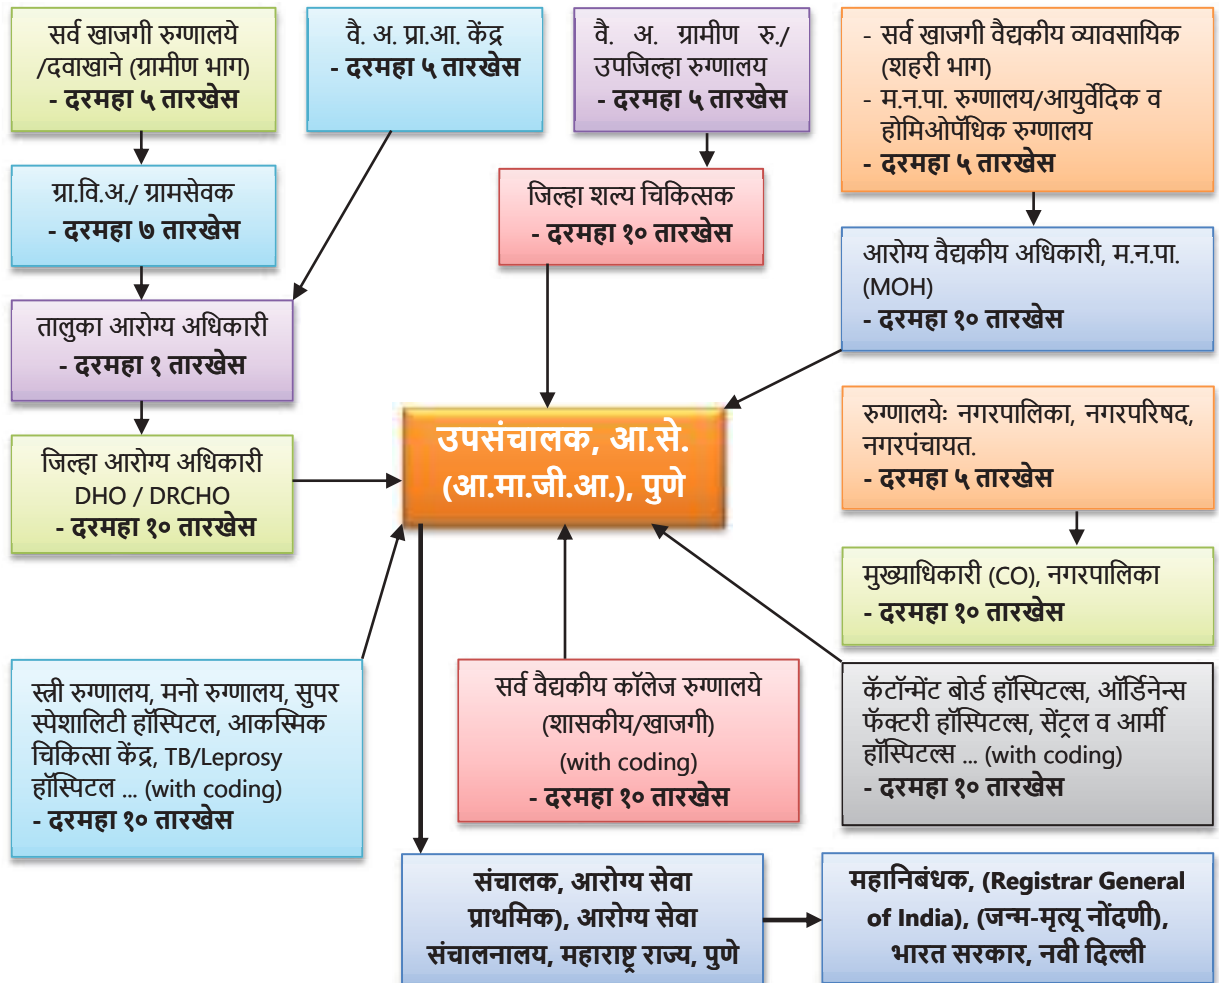 सर्व खाजगी रुग्णालये
/दवाखाने (ग्रामीण भाग)
- दरमहा ५ तारखेस
वै. अ. प्रा.आ. केंद्र
- दरमहा ५ तारखेस
वै. अ. ग्रामीण रु./
उपजिल्हा रुग्णालय
- दरमहा ५ तारखेस
- सर्व खाजगी वैद्यकीय व्यावसायिक
(शहरी भाग)
- म.न.पा. रुग्णालय/आयुर्वेदिक व
होमिओपॅथिक रुग्णालय
- दरमहा ५ तारखेस
ग्रा.वि.अ./ ग्रामसेवक
- दरमहा ७ तारखेस
जिल्हा शल्य चिकित्सक
- दरमहा १० तारखेस
आरोग्य वैद्यकीय अधिकारी, म.न.पा.
(MOH)
- दरमहा १० तारखेस
तालुका आरोग्य अधिकारी
- दरमहा १ तारखेस
रुग्णालयेः नगरपालिका, नगरपरिषद,
नगरपंचायत.
- दरमहा ५ तारखेस
उपसंचालक, आ.से.
(आ.मा.जी.आ.), पुणे
जिल्हा आरोग्य अधिकारी
DHO / DRCHO
- दरमहा १० तारखेस
मुख्याधिकारी (CO), नगरपालिका
- दरमहा १० तारखेस
स्त्री रुग्णालय, मनो रुग्णालय, सुपर
स्पेशालिटी हॉस्पिटल, आकस्मिक
चिकित्सा केंद्र, TB/Leprosy
हॉस्पिटल ... (with coding)
- दरमहा १० तारखेस
सर्व वैद्यकीय कॉलेज रुग्णालये
(शासकीय/खाजगी)
(with coding)
- दरमहा १० तारखेस
कॅटॉन्मेंट बोर्ड हॉस्पिटल्स, ऑर्डिनेन्स
फॅक्टरी हॉस्पिटल्स, सेंट्रल व आर्मी
हॉस्पिटल्स ... (with coding)
- दरमहा १० तारखेस
संचालक, आरोग्य सेवा
प्राथमिक), आरोग्य सेवा
संचालनालय, महाराष्ट्र राज्य, पुणे
महानिबंधक, (Registrar General
of India), (जन्म-मृत्यू नोंदणी),
भारत सरकार, नवी दिल्ली